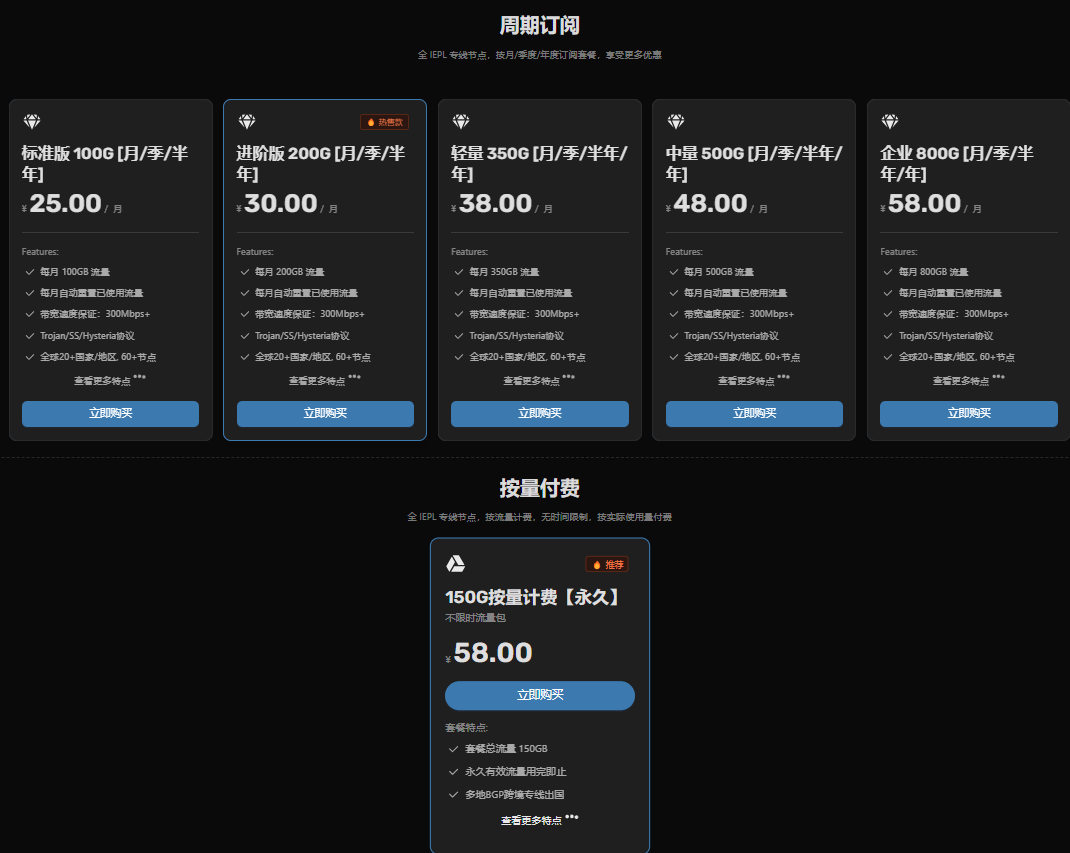 周期订阅
全 IEPL 专线节点，按月/季度/年度订阅套餐，享受更多优惠
标准版 100G [月/季/半
年]
¥ 25.00 / 月
Features:
每月 100GB 流量
每月自动重置已使用流量
带宽速度保证：300Mbps+
Trojan/SS/Hysteria协议
全球20+国家/地区, 60+节点
查看更多特点 •••
立即购买
热售款
进阶版 200G [月/季/半
年]
¥ 30.00 / 月
Features:
每月 200GB 流量
每月自动重置已使用流量
带宽速度保证：300Mbps+
Trojan/SS/Hysteria协议
全球20+国家/地区, 60+节点
查看更多特点 •••
立即购买
轻量 350G [月/季/半年/
年]
¥ 38.00 / 月
Features:
每月 350GB 流量
每月自动重置已使用流量
带宽速度保证：300Mbps+
Trojan/SS/Hysteria协议
全球20+国家/地区, 60+节点
查看更多特点 •••
立即购买
中量 500G [月/季/半年/
年]
¥ 48.00 / 月
Features:
每月 500GB 流量
每月自动重置已使用流量
带宽速度保证：300Mbps+
Trojan/SS/Hysteria协议
全球20+国家/地区, 60+节点
查看更多特点 •••
立即购买
企业 800G [月/季/半
年/年]
¥ 58.00 / 月
Features:
每月 800GB 流量
每月自动重置已使用流量
带宽速度保证：300Mbps+
Trojan/SS/Hysteria协议
全球20+国家/地区, 60+节点
查看更多特点 •••
立即购买
按量付费
全 IEPL 专线节点，按流量计费，无时间限制，按实际使用量付费
推荐
150G按量计费【永久】
不限时流量包
¥ 58.00
立即购买
套餐特点:
套餐总流量 150GB
永久有效流量用完即止
多地BGP跨境专线出国
查看更多特点 •••